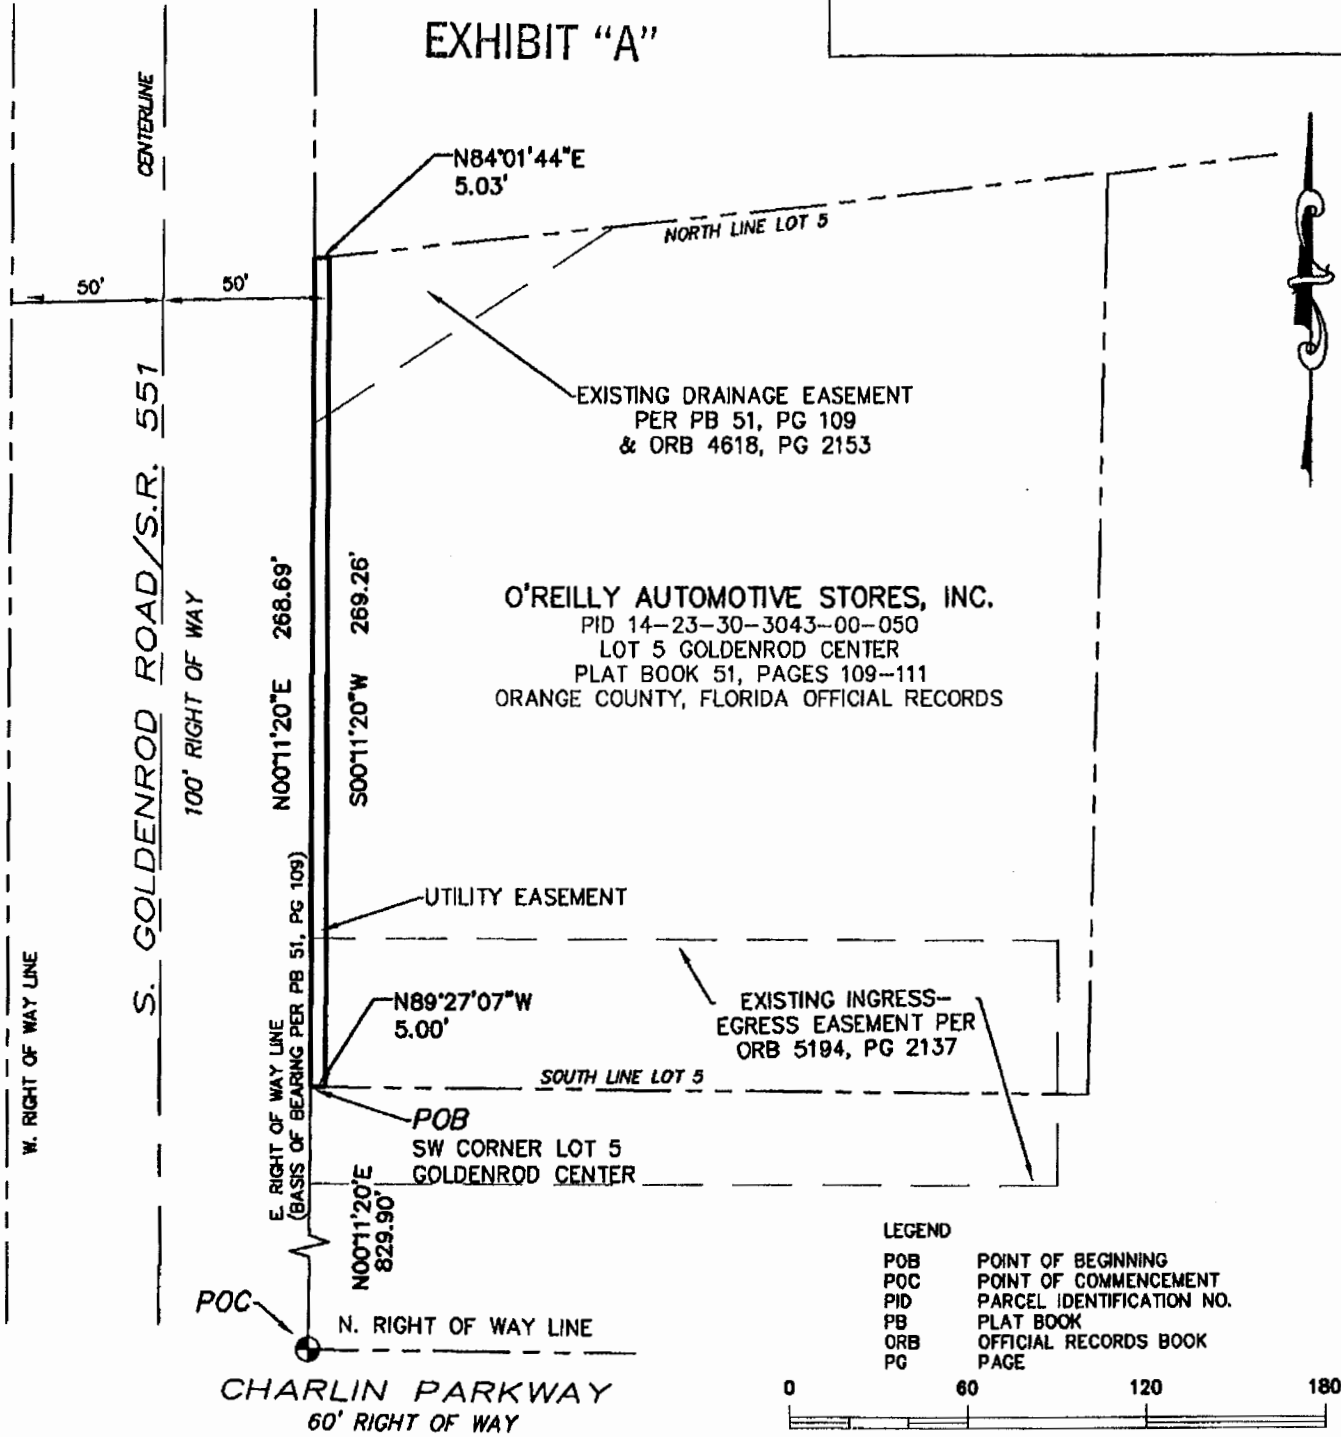 EXHIBIT “A”
CENTERLINE
N84°01'44"E
5.03'
NORTH LINE LOT 5
50'
50'
EXISTING DRAINAGE EASEMENT
PER PB 51, PG 109
& ORB 4618, PG 2153
S. GOLDENROD ROAD/S.R. 551
100' RIGHT OF WAY
N00°11'20"E 268.69'
S00°11'20"W 269.26'
O'REILLY AUTOMOTIVE STORES, INC.
PID 14-23-30-3043-00-050
LOT 5 GOLDENROD CENTER
PLAT BOOK 51, PAGES 109-111
ORANGE COUNTY, FLORIDA OFFICIAL RECORDS
UTILITY EASEMENT
W. RIGHT OF WAY LINE
E. RIGHT OF WAY LINE
(BASIS OF BEARING PER PB 51, PG 109)
N89°27'07"W
5.00'
EXISTING INGRESS-
EGRESS EASEMENT PER
ORB 5194, PG 2137
SOUTH LINE LOT 5
POB
SW CORNER LOT 5
GOLDENROD CENTER
N00°11'20"E
829.90'
POC
N. RIGHT OF WAY LINE
CHARLIN PARKWAY
60' RIGHT OF WAY
LEGEND
POB POINT OF BEGINNING
POC POINT OF COMMENCEMENT
PID PARCEL IDENTIFICATION NO.
PB PLAT BOOK
ORB OFFICIAL RECORDS BOOK
PG PAGE
0 60 120 180